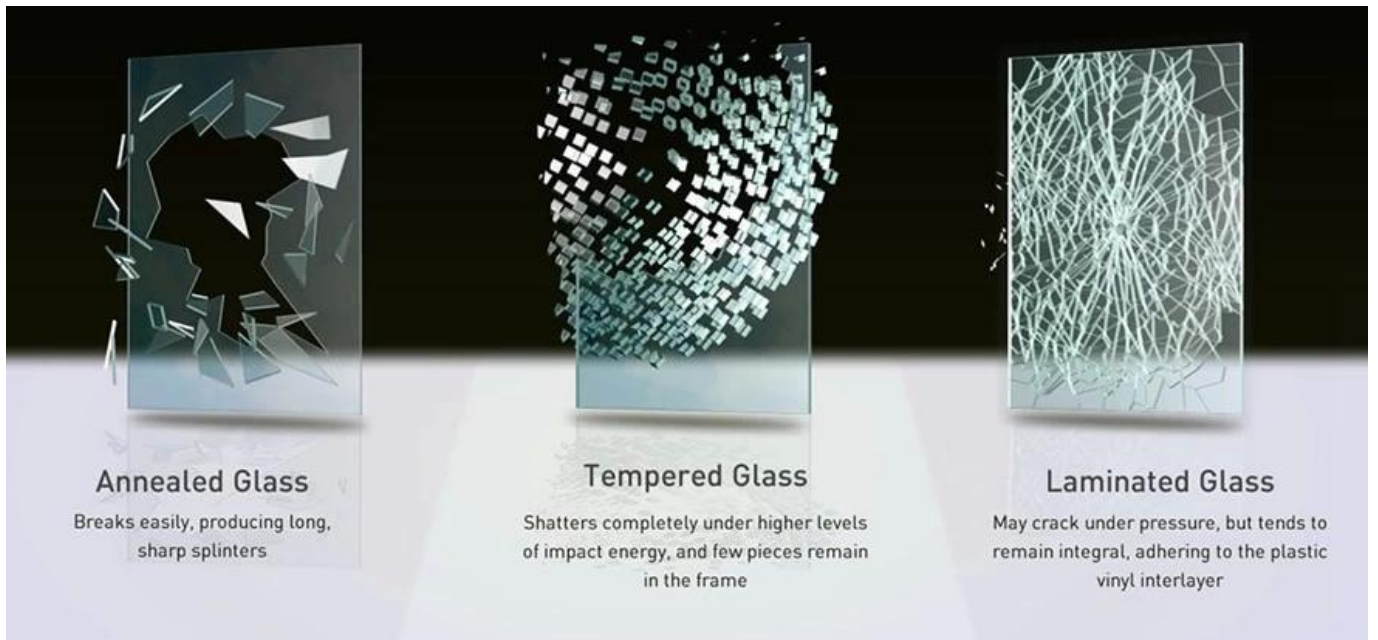 Annealed Glass
Breaks easily, producing long,
sharp splinters
Tempered Glass
Shatters completely under higher levels
of impact energy, and few pieces remain
in the frame
Laminated Glass
May crack under pressure, but tends to
remain integral, adhering to the plastic
vinyl interlayer